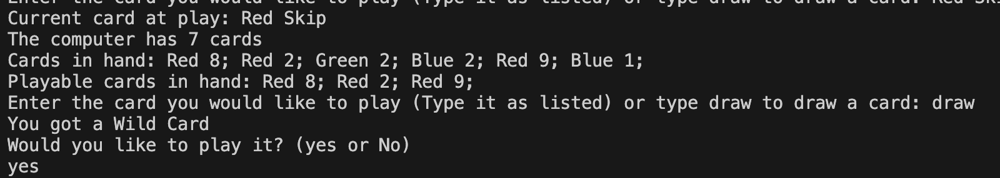 Enter the card you would like to play (Type it as listed) or type draw to draw a card: Red
Current card at play: Red Skip
The computer has 7 cards
Cards in hand: Red 8; Red 2; Green 2; Blue 2; Red 9; Blue 1;
Playable cards in hand: Red 8; Red 2; Red 9;
Enter the card you would like to play (Type it as listed) or type draw to draw a card: draw
You got a Wild Card
Would you like to play it? (yes or No)
yes